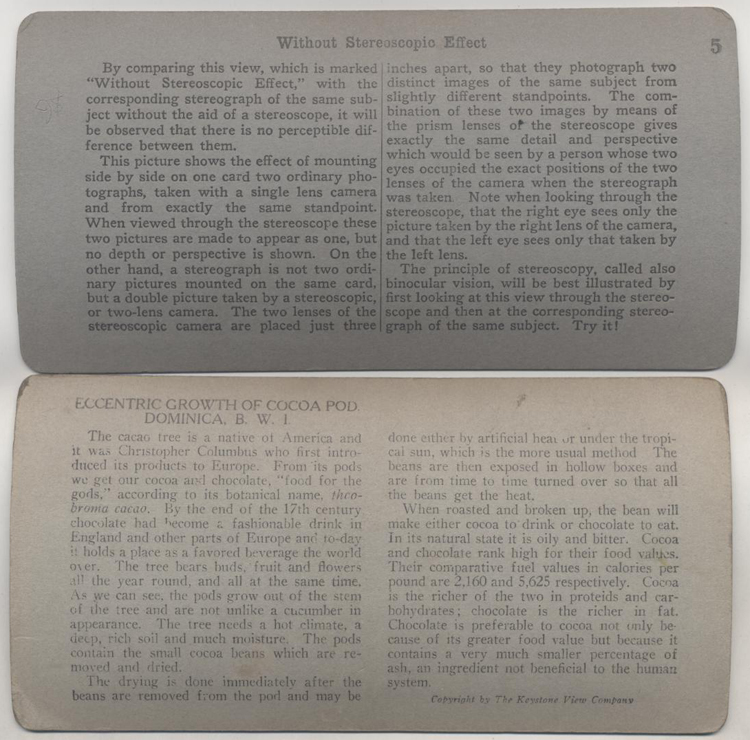 Without Stereoscopic Effect
5
By comparing this view, which is marked
"Without Stereoscopic Effect," with the
corresponding stereograph of the same sub-
ject without the aid of a stereoscope, it will
be observed that there is no perceptible dif-
ference between them.
This picture shows the effect of mounting
side by side on one card two ordinary pho-
tographs, taken with a single lens camera
and from exactly the same standpoint.
When viewed through the stereoscope these
two pictures are made to appear as one, but
no depth or perspective is shown. On the
other hand, a stereograph is not two ordi-
nary pictures mounted on the same card,
but a double picture taken by a stereoscopic,
or two-lens camera. The two lenses of the
stereoscopic camera are placed just three
inches apart, so that they photograph two
distinct images of the same subject from
slightly different standpoints. The com-
bination of these two images by means of
the prism lenses of the stereoscope gives
exactly the same detail and perspective
which would be seen by a person whose two
eyes occupied the exact positions of the two
lenses of the camera when the stereograph
was taken Note when looking through the
stereoscope, that the right eye sees only the
picture taken by the right lens of the camera,
and that the left eye sees only that taken by
the left lens.
The principle of stereoscopy, called also
binocular vision, will be best illustrated by
first looking at this view through the stereo-
scope and then at the corresponding stereo-
graph of the same subject. Try it!
ECCENTRIC GROWTH OF COCOA POD.
DOMINICA, B. W. I.
The cacao tree is a native of America and
it was Christopher Columbus who first intro-
duced its products to Europe. From its pods
we get our cocoa and chocolate, "food for the
gods," according to its botanical name, theo-
broma cacao. By the end of the 17th century
chocolate had become a fashionable drink in
England and other parts of Europe and to-day
it holds a place as a favored beverage the world
over. The tree bears buds, fruit and flowers
all the year round, and all at the same time.
As we can see, the pods grow out of the stem
of the tree and are not unlike a cucumber in
appearance. The tree needs a hot climate, a
deep, rich soil and much moisture. The pods
contain the small cocoa beans which are re-
moved and dried.
The drying is done immediately after the
beans are removed from the pod and may be
done either by artificial heat or under the tropi-
cal sun, which is the more usual method The
beans are then exposed in hollow boxes and
are from time to time turned over so that all
the beans get the heat.
When roasted and broken up, the bean will
make either cocoa to drink or chocolate to eat.
In its natural state it is oily and bitter. Cocoa
and chocolate rank high for their food values.
Their comparative fuel values in calories per
pound are 2,160 and 5,625 respectively. Cocoa
is the richer of the two in proteids and car-
bohydrates; chocolate is the richer in fat.
Chocolate is preferable to cocoa not only be-
cause of its greater food value but because it
contains a very much smaller percentage of
ash, an ingredient not beneficial to the human
system.
Copyright by The Keystone View Company